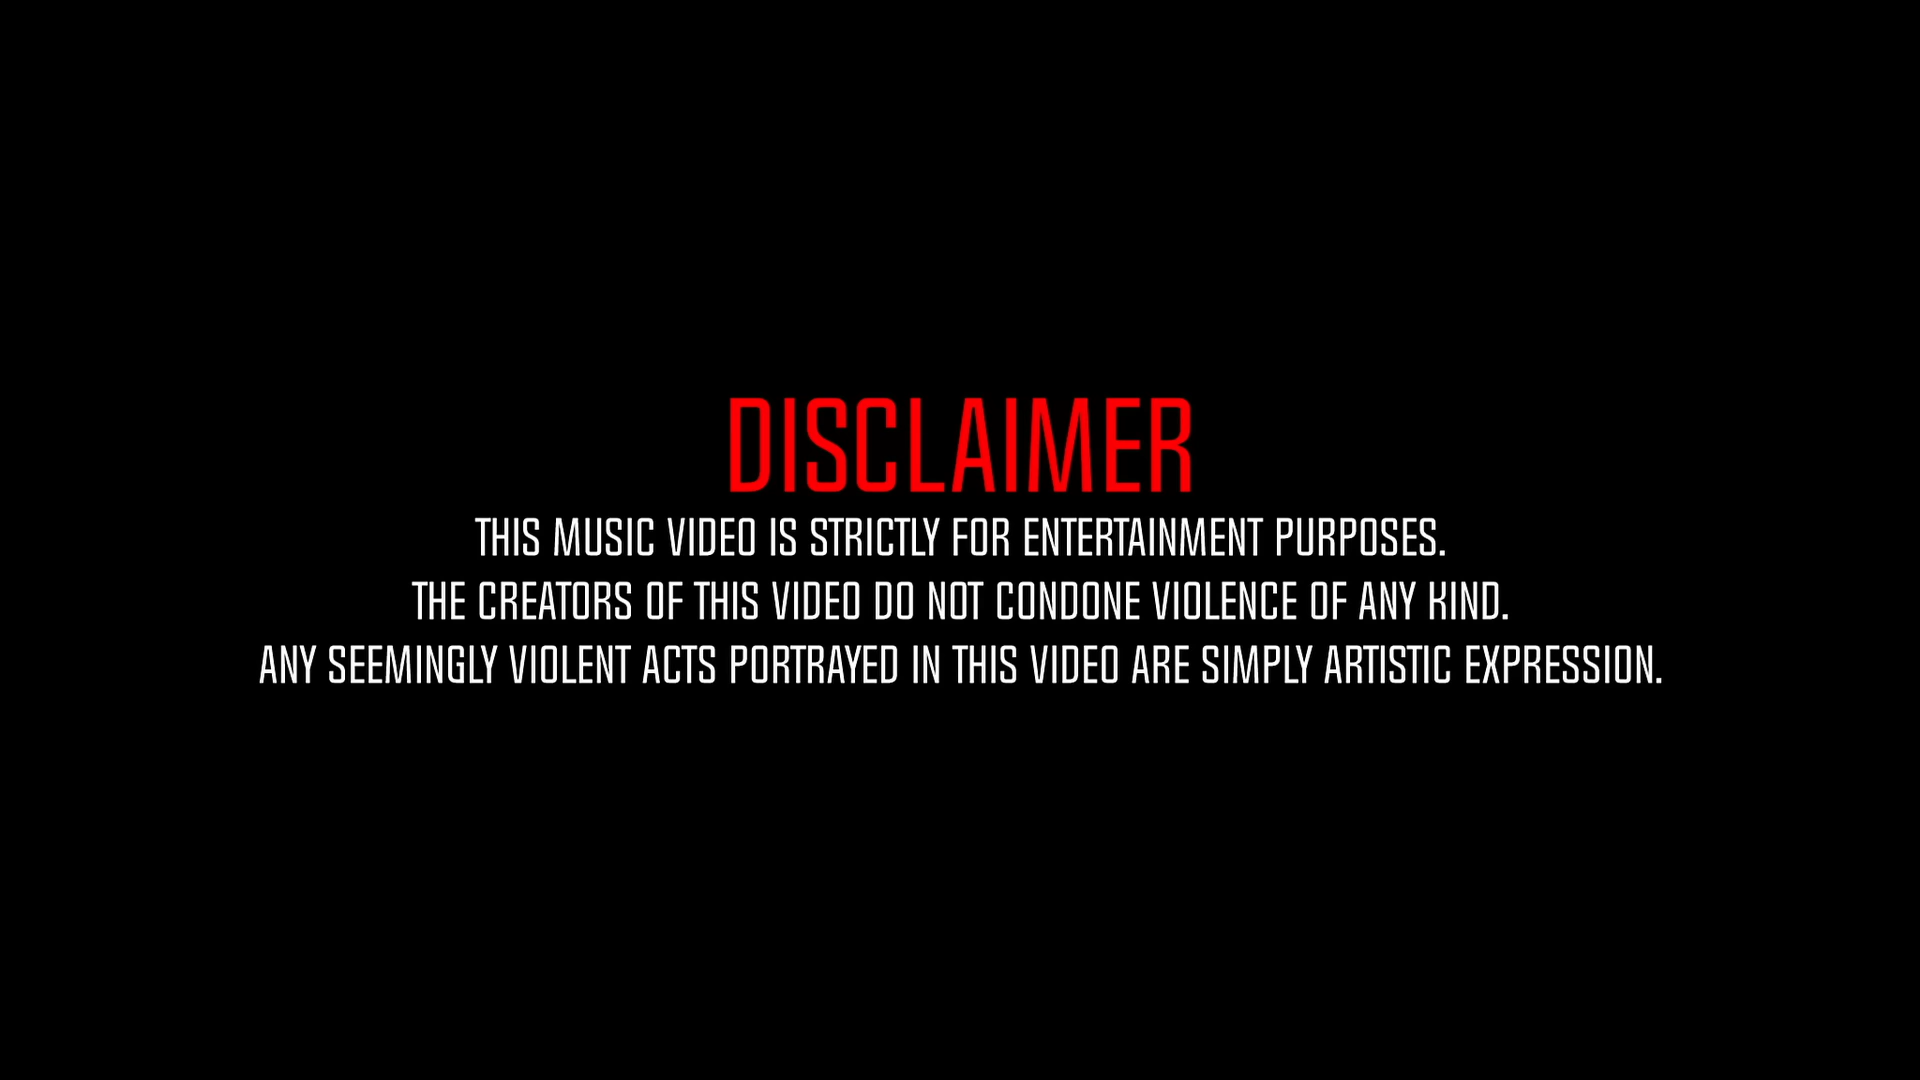 DISCLAIMER
THIS MUSIC VIDEO IS STRICTLY FOR ENTERTAINMENT PURPOSES.
THE CREATORS OF THIS VIDEO DO NOT CONDONE VIOLENCE OF ANY KIND.
ANY SEEMINGLY VIOLENT ACTS PORTRAYED IN THIS VIDEO ARE SIMPLY ARTISTIC EXPRESSION.